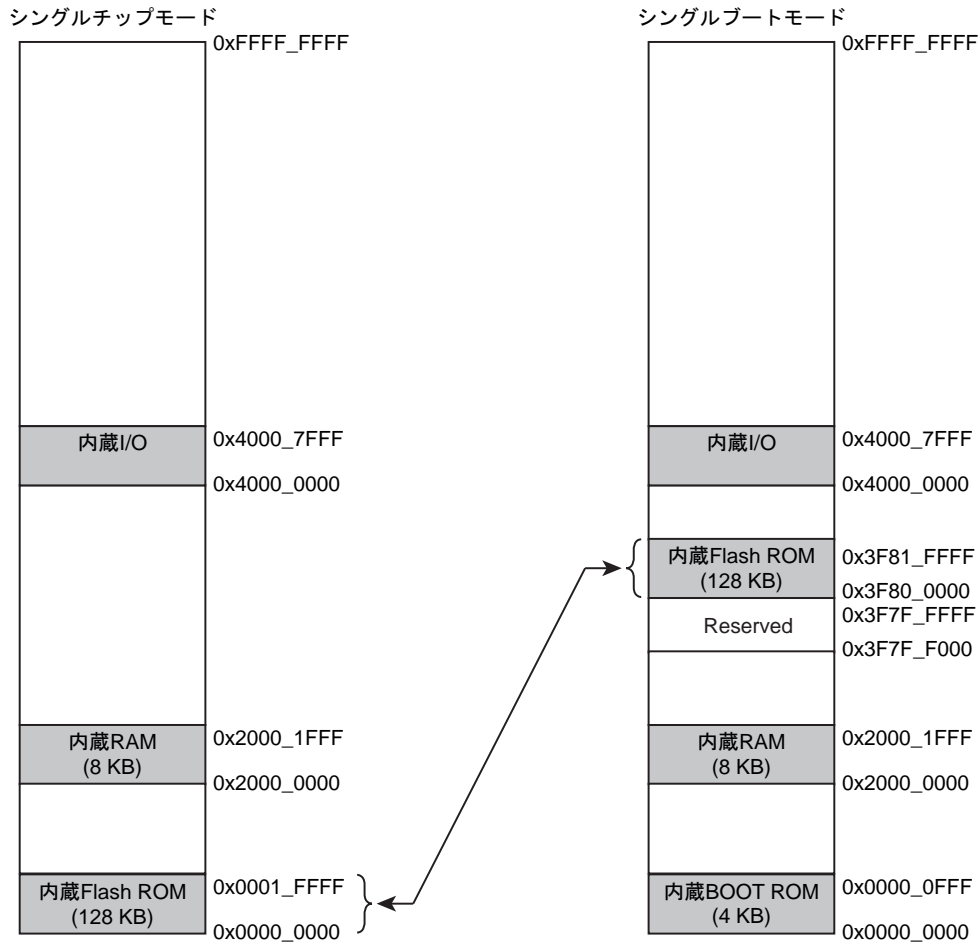 シングルチップモード
0xFFFF_FFFF
内蔵I/O
0x4000_7FFF
0x4000_0000
内蔵RAM
(8 KB)
0x2000_1FFF
0x2000_0000
内蔵Flash ROM
(128 KB)
0x0001_FFFF
0x0000_0000
シングルブートモード
0xFFFF_FFFF
内蔵I/O
0x4000_7FFF
0x4000_0000
内蔵Flash ROM
(128 KB)
0x3F81_FFFF
0x3F80_0000
0x3F7F_FFFF
Reserved
0x3F7F_F000
内蔵RAM
(8 KB)
0x2000_1FFF
0x2000_0000
内蔵BOOT ROM
(4 KB)
0x0000_0FFF
0x0000_0000